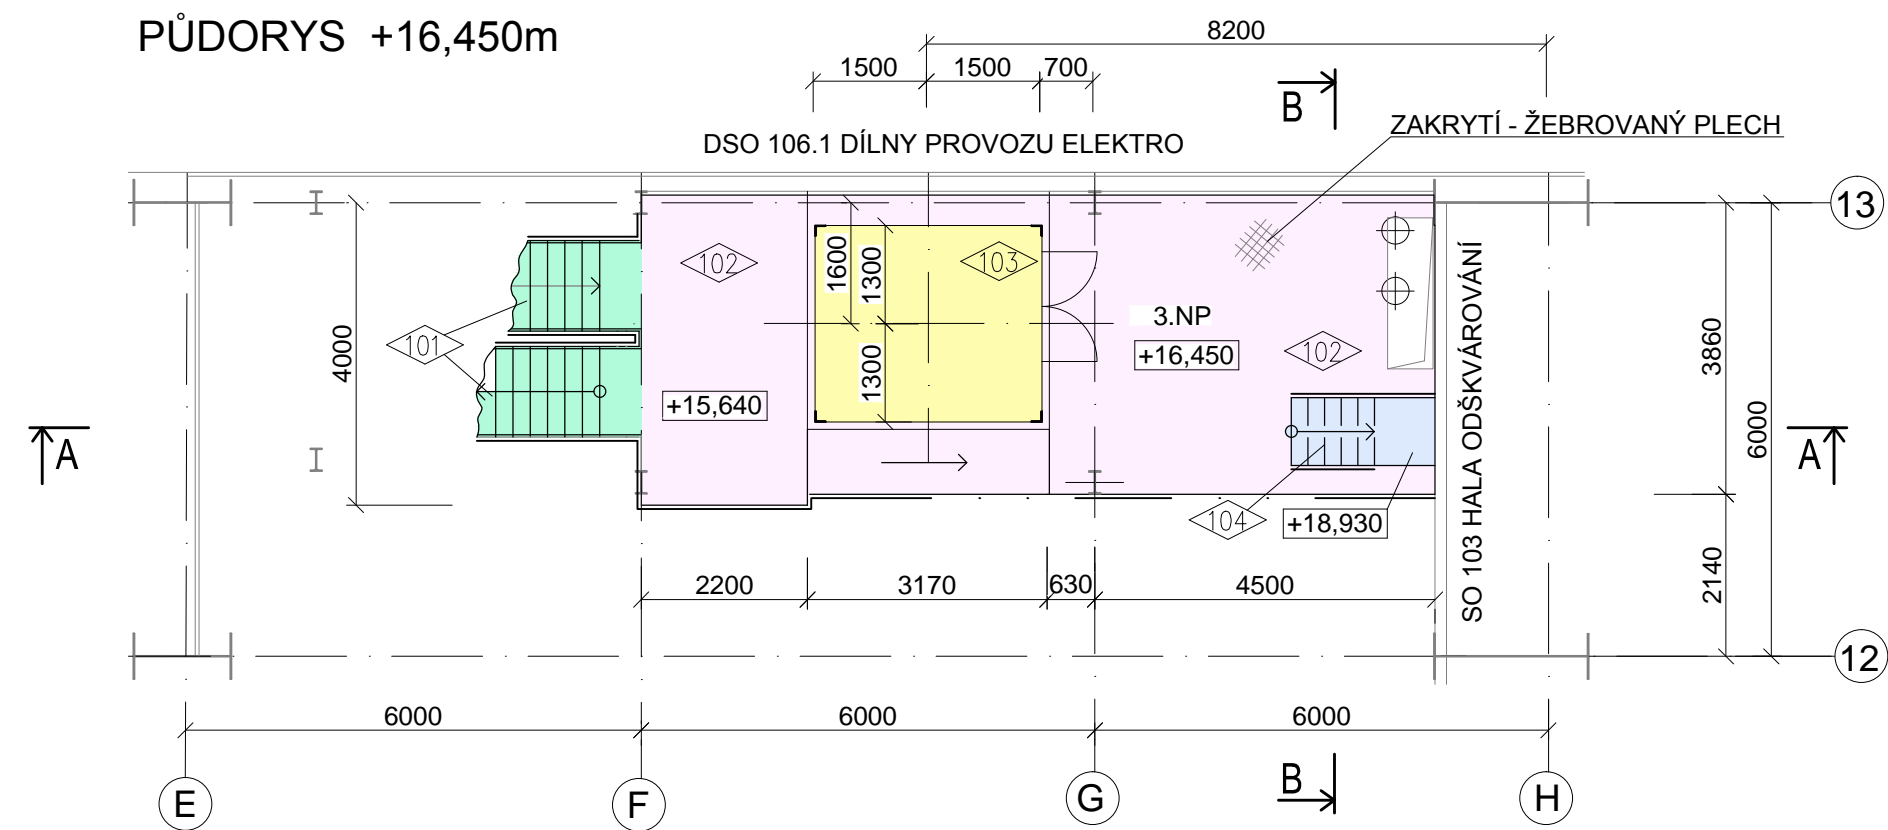 PŮDORYS +16,450m
8200
1500
1500
700
B
ZAKRYTÍ - ŽEBROVANÝ PLECH
DSO 106.1 DÍLNY PROVOZU ELEKTRO
13
102
103
1600
1300
3.NP
101
4000
1300
+16,450
102
3860
+15,640
SO 103 HALA ODŠKVÁROVÁNÍ
6000
A
A
104
+18,930
2200
3170
630
4500
2140
12
6000
6000
6000
B
E
F
G
H